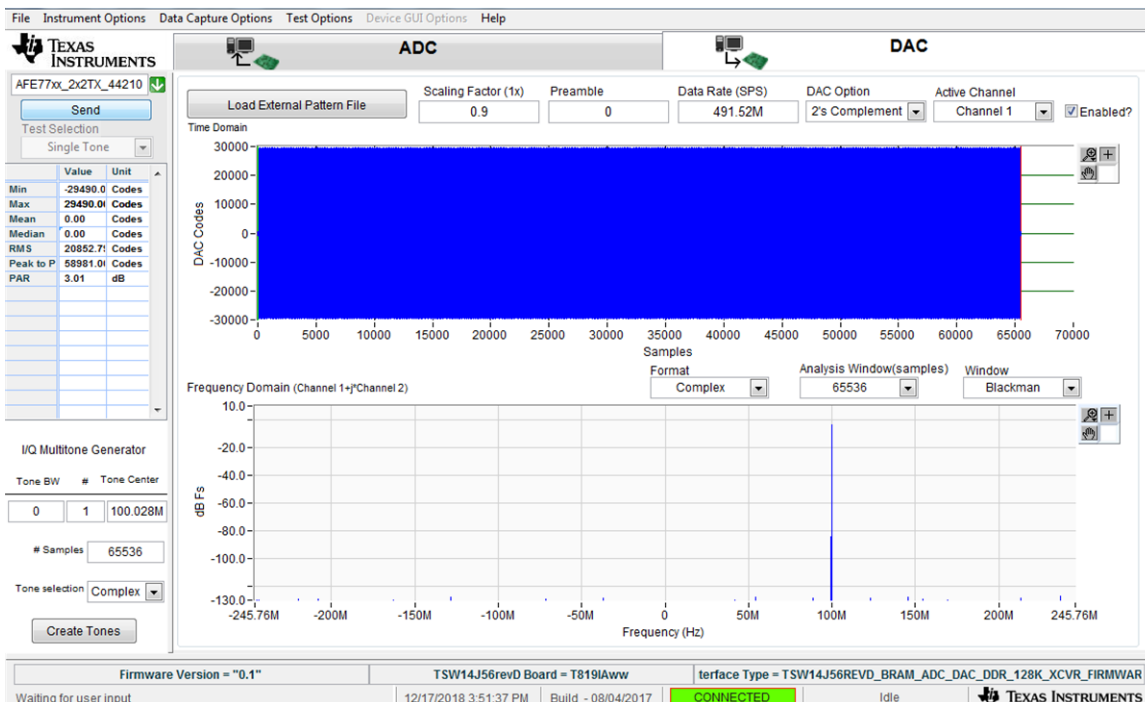 File Instrument Options Data Capture Options Test Options Device GUI Options Help
TEXAS INSTRUMENTS
ADC
DAC
AFE77xx_2x2TX_44210
Send
Test Selection
Single Tone
Value Unit
Min -29490.0 Codes
Max 29490.0 Codes
Mean 0.00 Codes
Median 0.00 Codes
RMS 20852.7 Codes
Peak to P 58981.0 Codes
PAR 3.01 dB
I/Q Multitone Generator
Tone BW # Tone Center
0 1 100.028M
# Samples 65536
Tone selection Complex
Create Tones
Load External Pattern File
Scaling Factor (1x) Preamble Data Rate (SPS) DAC Option Active Channel
0.9 0 491.52M 2's Complement Channel 1 Enabled?
Time Domain
30000
20000
10000
0
-10000
-20000
-30000
DAC Codes
0 5000 10000 15000 20000 25000 30000 35000 40000 45000 50000 55000 60000 65000 70000
Samples
Format Analysis Window(samples) Window
Complex 65536 Blackman
Frequency Domain (Channel 1+j*Channel 2)
10.0
-20.0
-40.0
-60.0
-80.0
-100.0
-130.0
dB Fs
-245.76M -200M -150M -100M -50M 0 50M 100M 150M 200M 245.76M
Frequency (Hz)
Firmware Version = "0.1" TSW14J56revD Board = T819IAww terface Type = TSW14J56REVD_BRAM_ADC_DAC_DDR_128K_XCVR_FIRMWAR
Waiting for user input 12/17/2018 3:51:37 PM Build - 08/04/2017 CONNECTED Idle TEXAS INSTRUMENTS